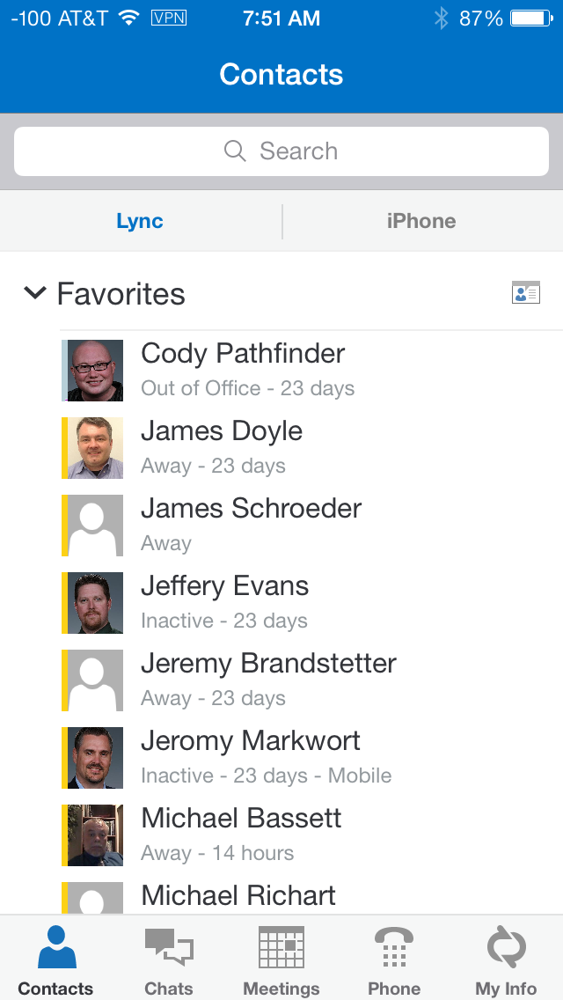 -100 AT&T VPN 7:51 AM 87%
Contacts
Search
Lync iPhone
Favorites
Cody Pathfinder
Out of Office - 23 days
James Doyle
Away - 23 days
James Schroeder
Away
Jeffery Evans
Inactive - 23 days
Jeremy Brandstetter
Away - 23 days
Jeromy Markwort
Inactive - 23 days - Mobile
Michael Bassett
Away - 14 hours
Michael Richart
Contacts Chats Meetings Phone My Info